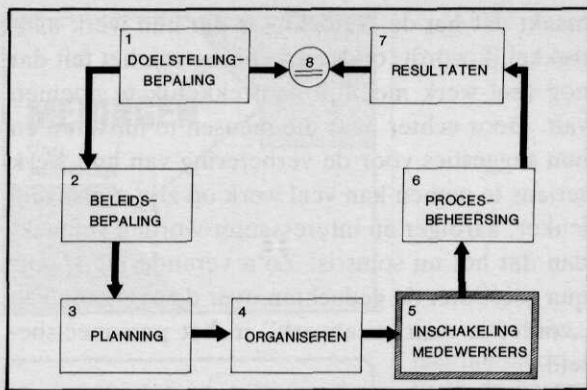 1
DOELSTELLING-
BEPALING
8
7
RESULTATEN
2
BELEIDS-
BEPALING
6
PROCES-
BEHEERSING
3
PLANNING
4
ORGANISEREN
5
INSCHAKELING
MEDEWERKERS